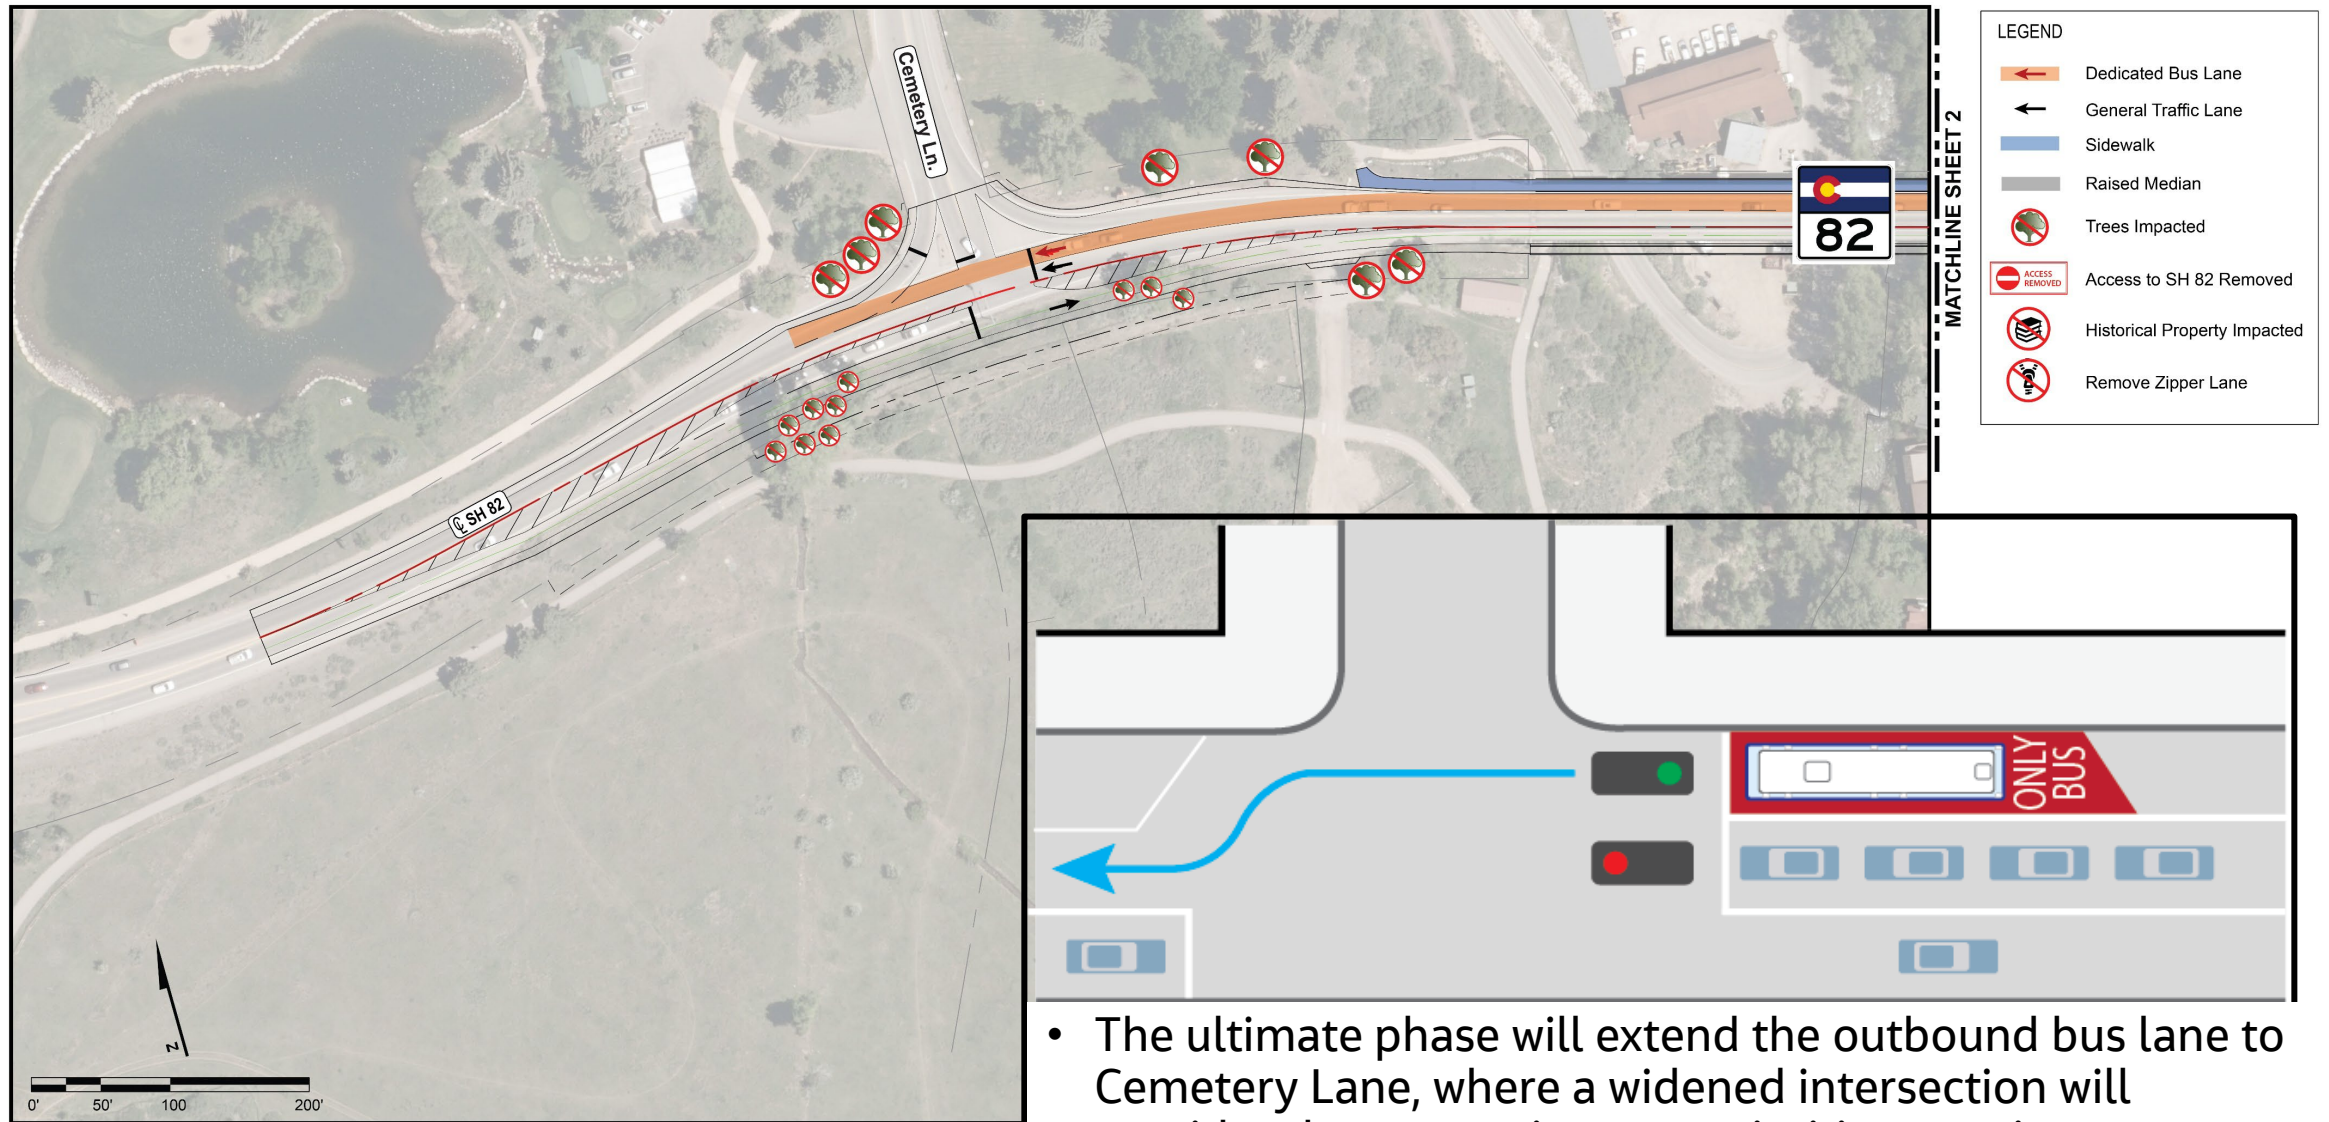 Cemetery Ln.
82
MATCHLINE SHEET 2
LEGEND
Dedicated Bus Lane
General Traffic Lane
Sidewalk
Raised Median
Trees Impacted
ACCESS
REMOVED
Access to SH 82 Removed
Historical Property Impacted
Remove Zipper Lane
℄ SH 82
ONLY
BUS
N
0' 50' 100 200'
• The ultimate phase will extend the outbound bus lane to
Cemetery Lane, where a widened intersection will